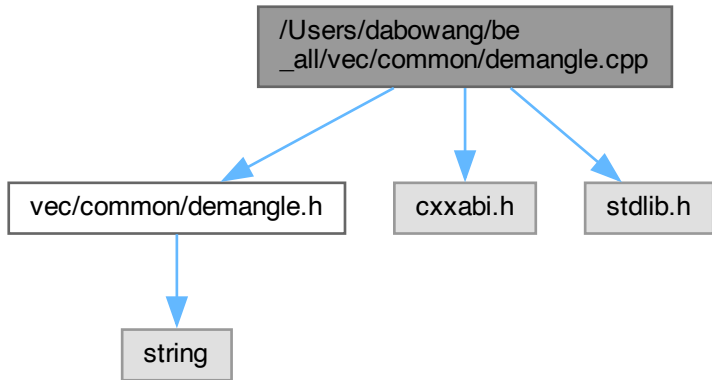 /Users/dabowang/be
_all/vec/common/demangle.cpp
vec/common/demangle.h
cxxabi.h
stdlib.h
string